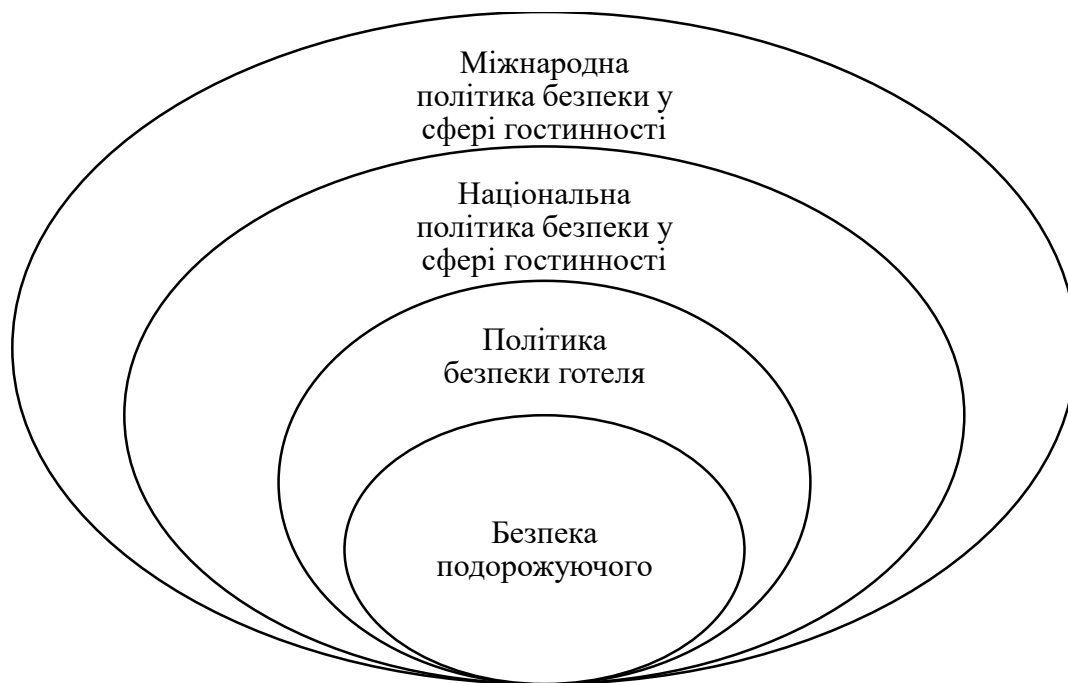 Міжнародна
політика безпеки у
сфері гостинності
Національна
політика безпеки у
сфері гостинності
Політика
безпеки готеля
Безпека
подорожуючого